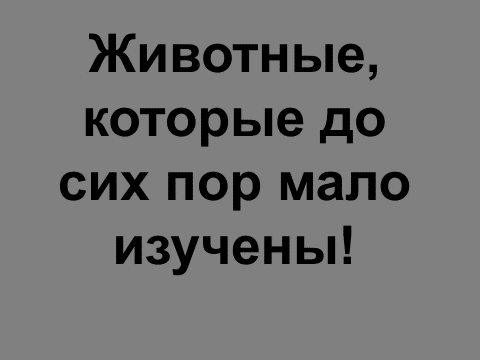 Животные,
которые до
сих пор мало
изучены!